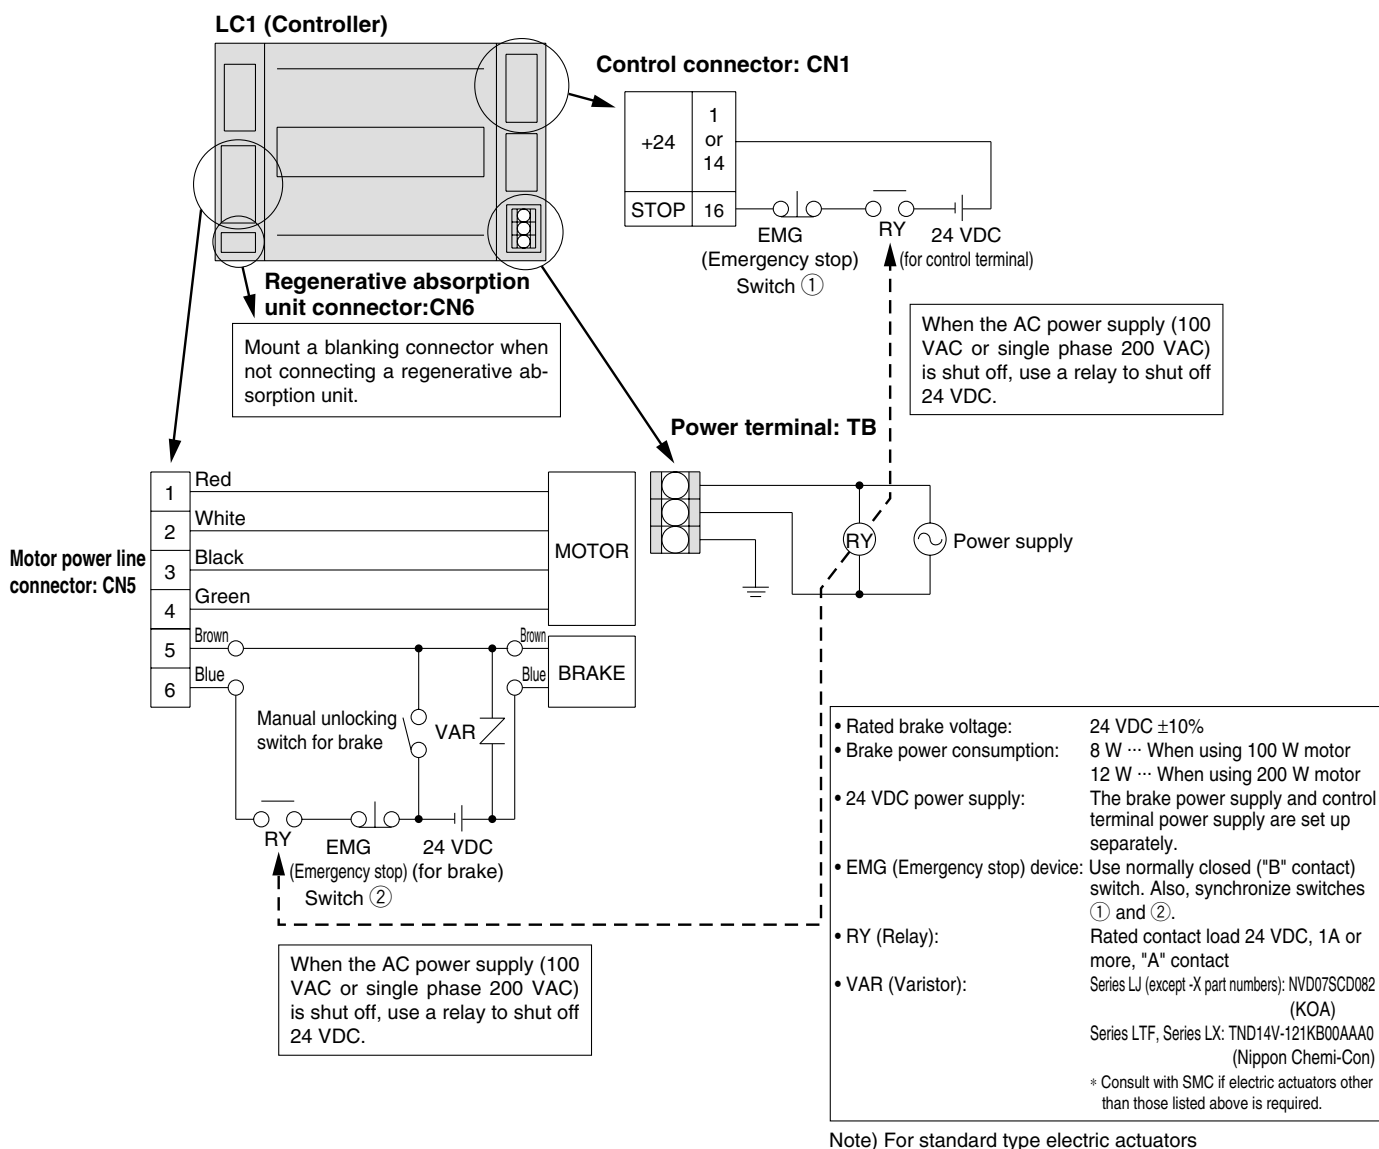 LC1 (Controller)
Control connector: CN1
+24
1
or
14
STOP
16
EMG
(Emergency stop)
Switch ①
RY
24 VDC
(for control terminal)
Regenerative absorption
unit connector:CN6
Mount a blanking connector when
not connecting a regenerative ab-
sorption unit.
When the AC power supply (100
VAC or single phase 200 VAC)
is shut off, use a relay to shut off
24 VDC.
Power terminal: TB
RY
Power supply
Motor power line
connector: CN5
1
Red
2
White
3
Black
4
Green
MOTOR
5
Brown
Brown
6
Blue
Blue
BRAKE
Manual unlocking
switch for brake
VAR
RY
EMG
(Emergency stop)
Switch ②
24 VDC
(for brake)
When the AC power supply (100
VAC or single phase 200 VAC)
is shut off, use a relay to shut off
24 VDC.
• Rated brake voltage: 24 VDC ±10%
• Brake power consumption: 8 W ··· When using 100 W motor
12 W ··· When using 200 W motor
• 24 VDC power supply: The brake power supply and control
terminal power supply are set up
separately.
• EMG (Emergency stop) device: Use normally closed ("B" contact)
switch. Also, synchronize switches
① and ②.
• RY (Relay): Rated contact load 24 VDC, 1A or
more, "A" contact
• VAR (Varistor): Series LJ (except -X part numbers): NVD07SCD082
(KOA)
Series LTF, Series LX: TND14V-121KB00AAA0
(Nippon Chemi-Con)
* Consult with SMC if electric actuators other
than those listed above is required.
Note) For standard type electric actuators